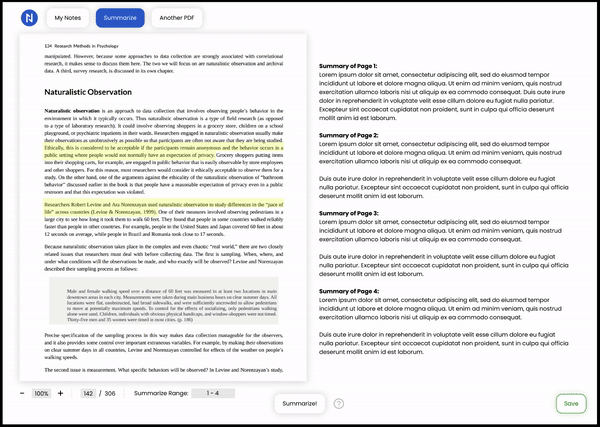 N
My Notes
Summarize
Another PDF
134 Research Methods in Psychology
manipulated. However, because some approaches to data collection are strongly associated with correlational
research, it makes sense to discuss them here. The two we will focus on are naturalistic observation and archival
data. A third, survey research, is discussed in its own chapter.
Naturalistic Observation
Naturalistic observation is an approach to data collection that involves observing people's behavior in the
environment in which it typically occurs. Thus naturalistic observation is a type of field research (as opposed
to a type of laboratory research). It could involve observing shoppers in a grocery store, children on a school
playground, or psychiatric inpatients in their wards. Researchers engaged in naturalistic observation usually make
their observations as unobtrusively as possible so that participants are often not aware that they are being studied.
Ethically, this is considered to be acceptable if the participants remain anonymous and the behavior occurs in a
public setting where people would not normally have an expectation of privacy. Grocery shoppers putting items
into their shopping carts, for example, are engaged in public behavior that is easily observable by store employees
and other shoppers. For this reason, most researchers would consider it ethically acceptable to observe them for a
study. On the other hand, one of the arguments against the ethicality of the naturalistic observation of "bathroom
behavior" discussed earlier in the book is that people have a reasonable expectation of privacy even in a public
restroom and that this expectation was violated.
Researchers Robert Levine and Ara Norenzayan used naturalistic observation to study differences in the "pace of
life" across countries (Levine & Norenzayan, 1999). One of their measures involved observing pedestrians in a
large city to see how long it took them to walk 60 feet. They found that people in some countries walked reliably
faster than people in other countries. For example, people in the United States and Japan covered 60 feet in about
12 seconds on average, while people in Brazil and Romania took close to 17 seconds.
Because naturalistic observation takes place in the complex and even chaotic "real world," there are two closely
related issues that researchers must deal with before collecting data. The first is sampling. When, where, and
under what conditions will the observations be made, and who exactly will be observed? Levine and Norenzayan
described their sampling process as follows:
Male and female walking speed over a distance of 60 feet was measured in at least two locations in main
downtown areas in each city. Measurements were taken during main business hours on clear summer days. All
locations were flat, unobstructed, had broad sidewalks, and were sufficiently uncrowded to allow pedestrians
to move at potentially maximum speeds. To control for the effects of socializing, only pedestrians walking
alone were used. Children, individuals with obvious physical handicaps, and window-shoppers were not timed.
Thirty-five men and 35 women were timed in most cities. (p. 186)
Precise specification of the sampling process in this way makes data collection manageable for the observers,
and it also provides some control over important extraneous variables. For example, by making their observations
on clear summer days in all countries, Levine and Norenzayan controlled for effects of the weather on people's
walking speeds.
The second issue is measurement. What specific behaviors will be observed? In Levine and Norenzayan's study,
Summary of Page 1:
Lorem ipsum dolor sit amet, consectetur adipiscing elit, sed do eiusmod tempor
incididunt ut labore et dolore magna aliqua. Ut enim ad minim veniam, quis nostrud
exercitation ullamco laboris nisi ut aliquip ex ea commodo consequat. Duis aute irure
dolor in reprehenderit in voluptate velit esse cillum dolore eu fugiat nulla pariatur.
Excepteur sint occaecat cupidatat non proident, sunt in culpa qui officia deserunt
mollit anim id est laborum.
Summary of Page 2:
Lorem ipsum dolor sit amet, consectetur adipiscing elit, sed do eiusmod tempor
incididunt ut labore et dolore magna aliqua. Ut enim ad minim veniam, quis nostrud
exercitation ullamco laboris nisi ut aliquip ex ea commodo consequat.
Duis aute irure dolor in reprehenderit in voluptate velit esse cillum dolore eu fugiat
nulla pariatur. Excepteur sint occaecat cupidatat non proident, sunt in culpa qui officia
deserunt mollit anim id est laborum.
Summary of Page 3:
Lorem ipsum dolor sit amet, consectetur adipiscing elit, sed do eiusmod tempor
incididunt ut labore et dolore magna aliqua. Ut enim ad minim veniam, quis nostrud
exercitation ullamco laboris nisi ut aliquip ex ea commodo consequat.
Duis aute irure dolor in reprehenderit in voluptate velit esse cillum dolore eu fugiat
nulla pariatur. Excepteur sint occaecat cupidatat non proident, sunt in culpa qui officia
deserunt mollit anim id est laborum.
Summary of Page 4:
Lorem ipsum dolor sit amet, consectetur adipiscing elit, sed do eiusmod tempor
incididunt ut labore et dolore magna aliqua. Ut enim ad minim veniam, quis nostrud
exercitation ullamco laboris nisi ut aliquip ex ea commodo consequat.
Duis aute irure dolor in reprehenderit in voluptate velit esse cillum dolore eu fugiat
nulla pariatur. Excepteur sint occaecat cupidatat non proident, sunt in culpa qui officia
deserunt mollit anim id est laborum.
− 100% + 142 / 306 Summarize Range: 1 - 4
Summarize!
?
Save